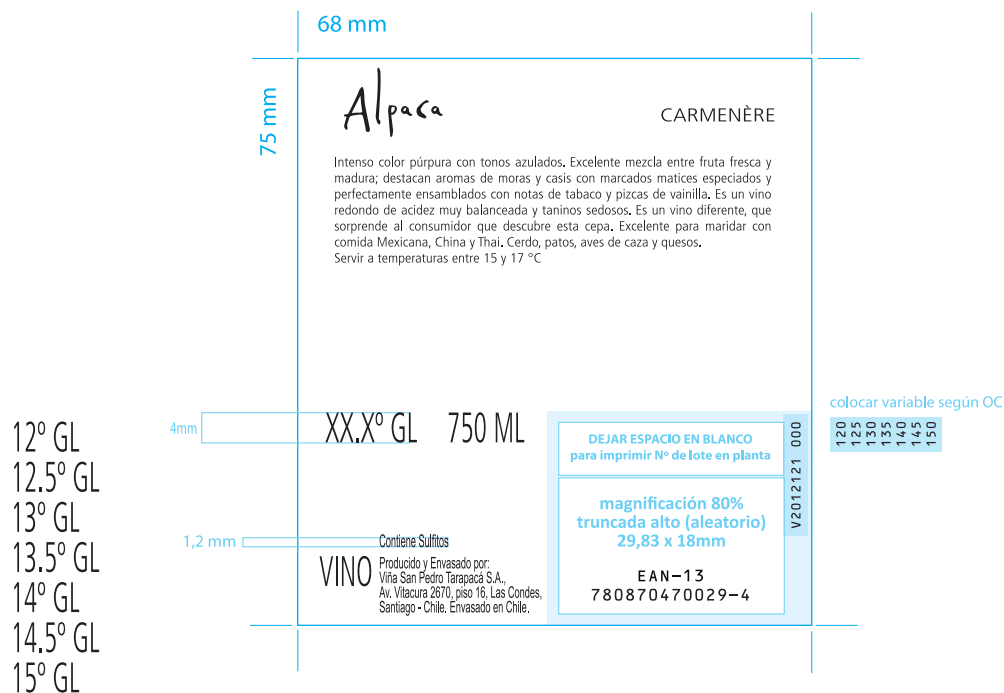 68 mm
75 mm
Alpaca
CARMENÈRE
Intenso color púrpura con tonos azulados. Excelente mezcla entre fruta fresca y
madura; destacan aromas de moras y casis con marcados matices especiados y
perfectamente ensamblados con notas de tabaco y pizcas de vainilla. Es un vino
redondo de acidez muy balanceada y taninos sedosos. Es un vino diferente, que
sorprende al consumidor que descubre esta cepa. Excelente para maridar con
comida Mexicana, China y Thai. Cerdo, patos, aves de caza y quesos.
Servir a temperaturas entre 15 y 17 °C
4mm
XX.Xº GL 750 ML
DEJAR ESPACIO EN BLANCO
para imprimir Nº de lote en planta
V2012121 000
colocar variable según OC
120
125
130
135
140
145
150
magnificación 80%
truncada alto (aleatorio)
29,83 x 18mm
EAN-13
780870470029-4
1,2 mm
Contiene Sulfitos
VINO
Producido y Envasado por:
Viña San Pedro Tarapacá S.A.,
Av. Vitacura 2670, piso 16, Las Condes,
Santiago - Chile. Envasado en Chile.
12º GL
12.5º GL
13º GL
13.5º GL
14º GL
14.5º GL
15º GL